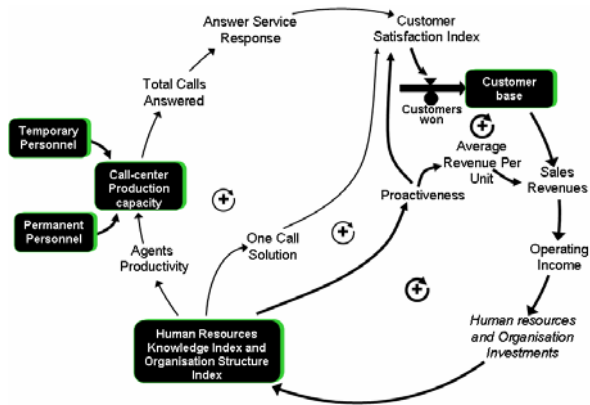 Answer Service
Response
Customer
Satisfaction Index
Total Calls
Answered
Customers
won
Customer
base
Temporary
Personnel
Call-center
Production
capacity
Permanent
Personnel
Average
Revenue Per
Unit
Sales
Revenues
Proactiveness
Agents
Productivity
One Call
Solution
Operating
Income
Human Resources
Knowledge Index and
Organisation Structure
Index
Human resources
and Organisation
Investments